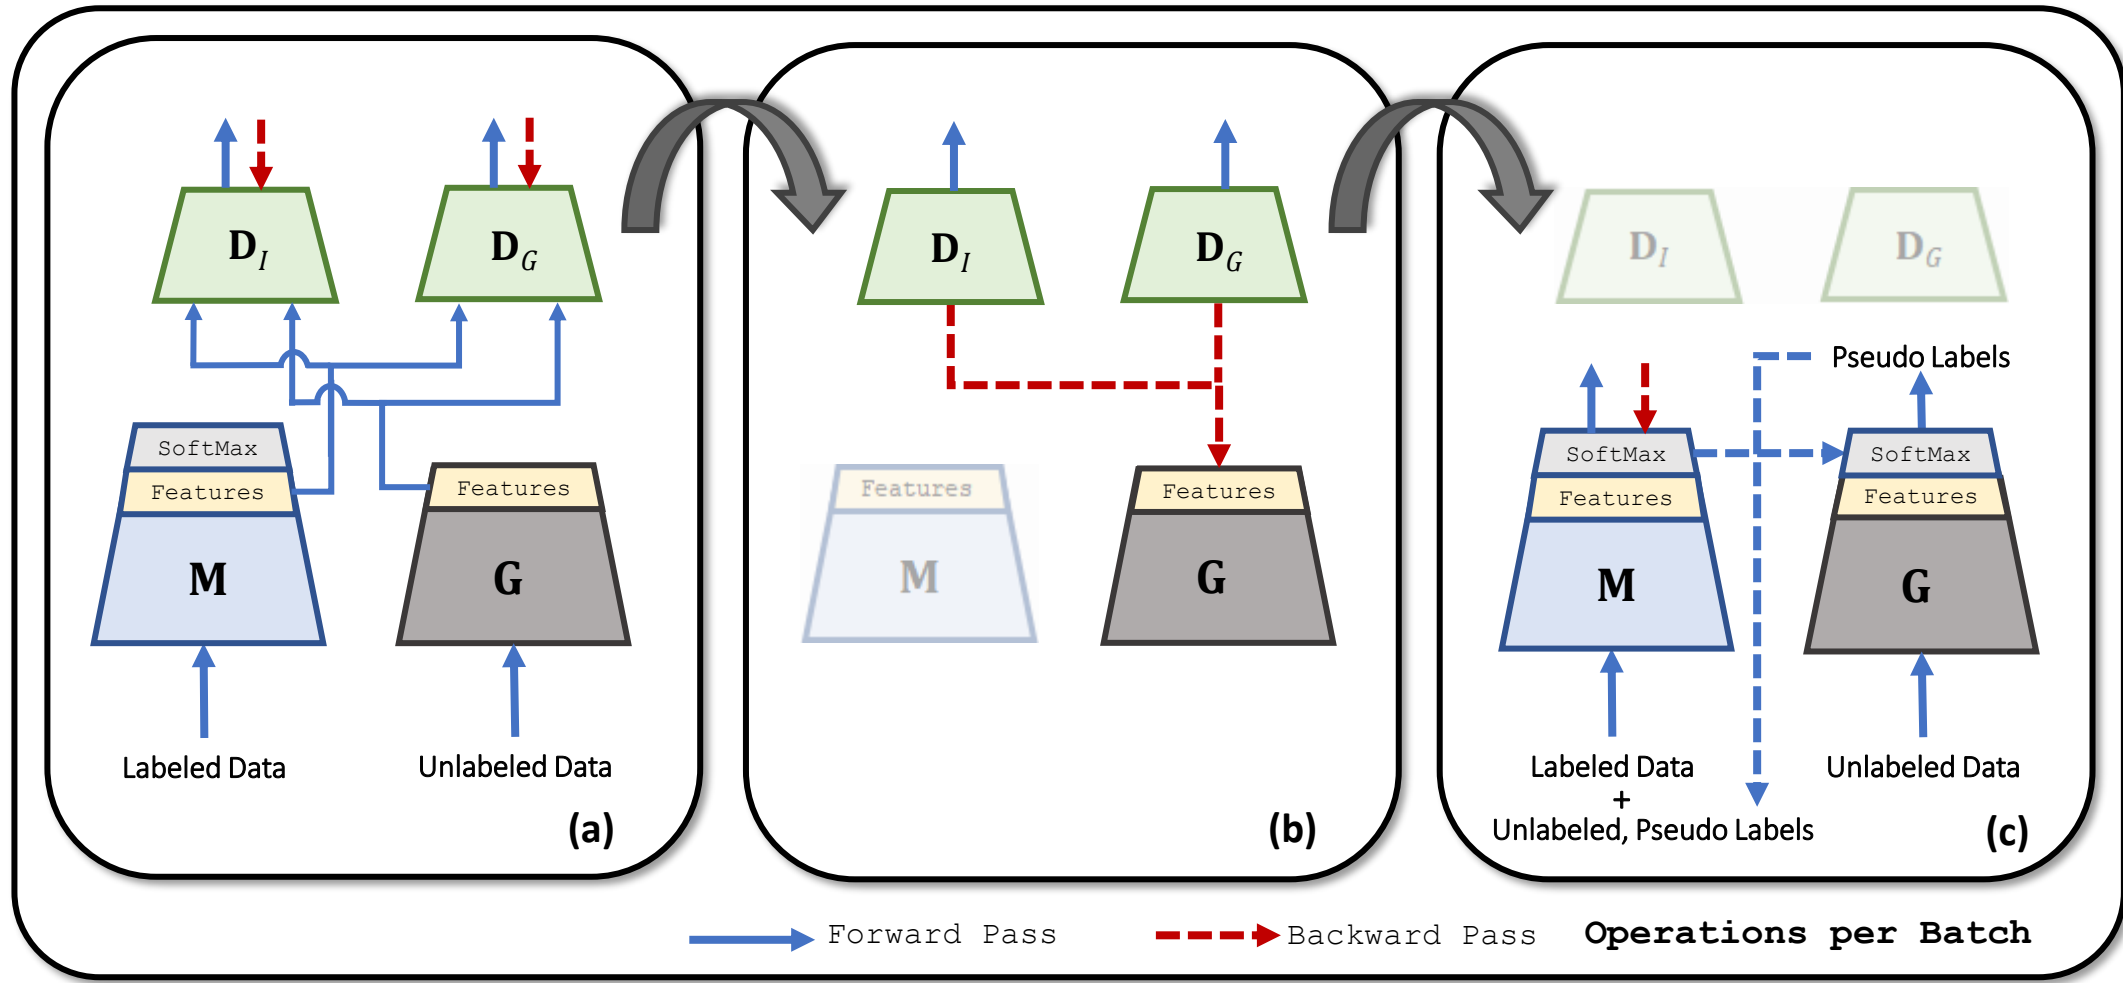 D_I
D_G
SoftMax
Features
Features
M
G
Labeled Data
Unlabeled Data
(a)
D_I
D_G
Features
Features
M
G
(b)
D_I
D_G
Pseudo Labels
SoftMax
SoftMax
Features
Features
M
G
Labeled Data
+
Unlabeled, Pseudo Labels
Unlabeled Data
(c)
Forward Pass
Backward Pass
Operations per Batch